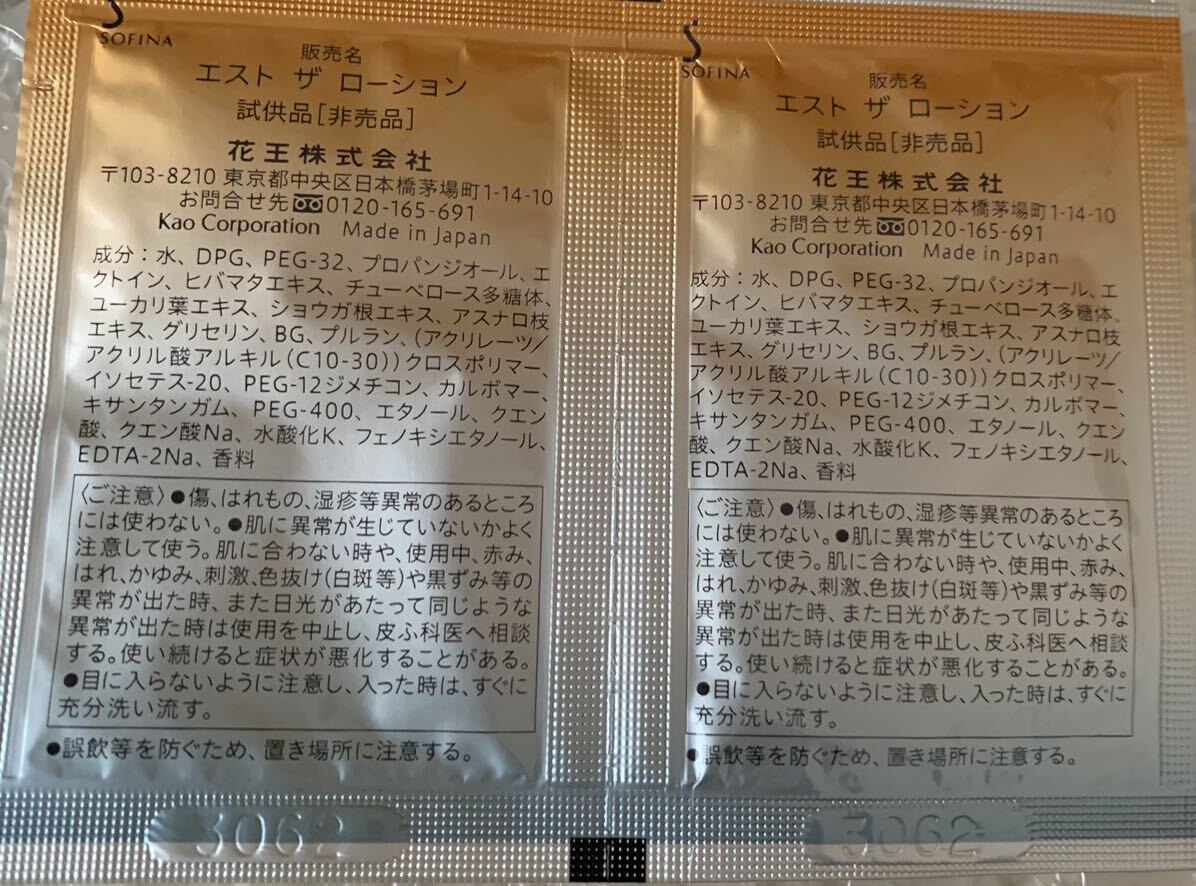 SOFINA
販売名
エスト ザ ローション
試供品[非売品]
花王株式会社
〒103-8210 東京都中央区日本橋茅場町1-14-10
お問合せ先 0120-165-691
Kao Corporation Made in Japan
成分：水、DPG、PEG-32、プロパンジオール、エ
クトイン、ヒバマタエキス、チューベロース多糖体、
ユーカリ葉エキス、ショウガ根エキス、アスナロ枝
エキス、グリセリン、BG、プルラン、(アクリレーツ/
アクリル酸アルキル(C10-30))クロスポリマー、
イソセテス-20、PEG-12ジメチコン、カルボマー、
キサンタンガム、PEG-400、エタノール、クエン
酸、クエン酸Na、水酸化K、フェノキシエタノール、
EDTA-2Na、香料
〈ご注意〉●傷、はれもの、湿疹等異常のあるところ
には使わない。●肌に異常が生じていないかよく
注意して使う。肌に合わない時や、使用中、赤み、
はれ、かゆみ、刺激、色抜け(白斑等)や黒ずみ等の
異常が出た時、また日光があたって同じような
異常が出た時は使用を中止し、皮ふ科医へ相談
する。使い続けると症状が悪化することがある。
●目に入らないように注意し、入った時は、すぐに
充分洗い流す。
●誤飲等を防ぐため、置き場所に注意する。
3062
SOFINA
販売名
エスト ザ ローション
試供品[非売品]
花王株式会社
〒103-8210 東京都中央区日本橋茅場町1-14-10
お問合せ先 0120-165-691
Kao Corporation Made in Japan
成分：水、DPG、PEG-32、プロパンジオール、エ
クトイン、ヒバマタエキス、チューベロース多糖体、
ユーカリ葉エキス、ショウガ根エキス、アスナロ枝
エキス、グリセリン、BG、プルラン、(アクリレーツ/
アクリル酸アルキル(C10-30))クロスポリマー、
イソセテス-20、PEG-12ジメチコン、カルボマー、
キサンタンガム、PEG-400、エタノール、クエン
酸、クエン酸Na、水酸化K、フェノキシエタノール、
EDTA-2Na、香料
〈ご注意〉●傷、はれもの、湿疹等異常のあるところ
には使わない。●肌に異常が生じていないかよく
注意して使う。肌に合わない時や、使用中、赤み、
はれ、かゆみ、刺激、色抜け(白斑等)や黒ずみ等の
異常が出た時、また日光があたって同じような
異常が出た時は使用を中止し、皮ふ科医へ相談
する。使い続けると症状が悪化することがある。
●目に入らないように注意し、入った時は、すぐに
充分洗い流す。
●誤飲等を防ぐため、置き場所に注意する。
3062